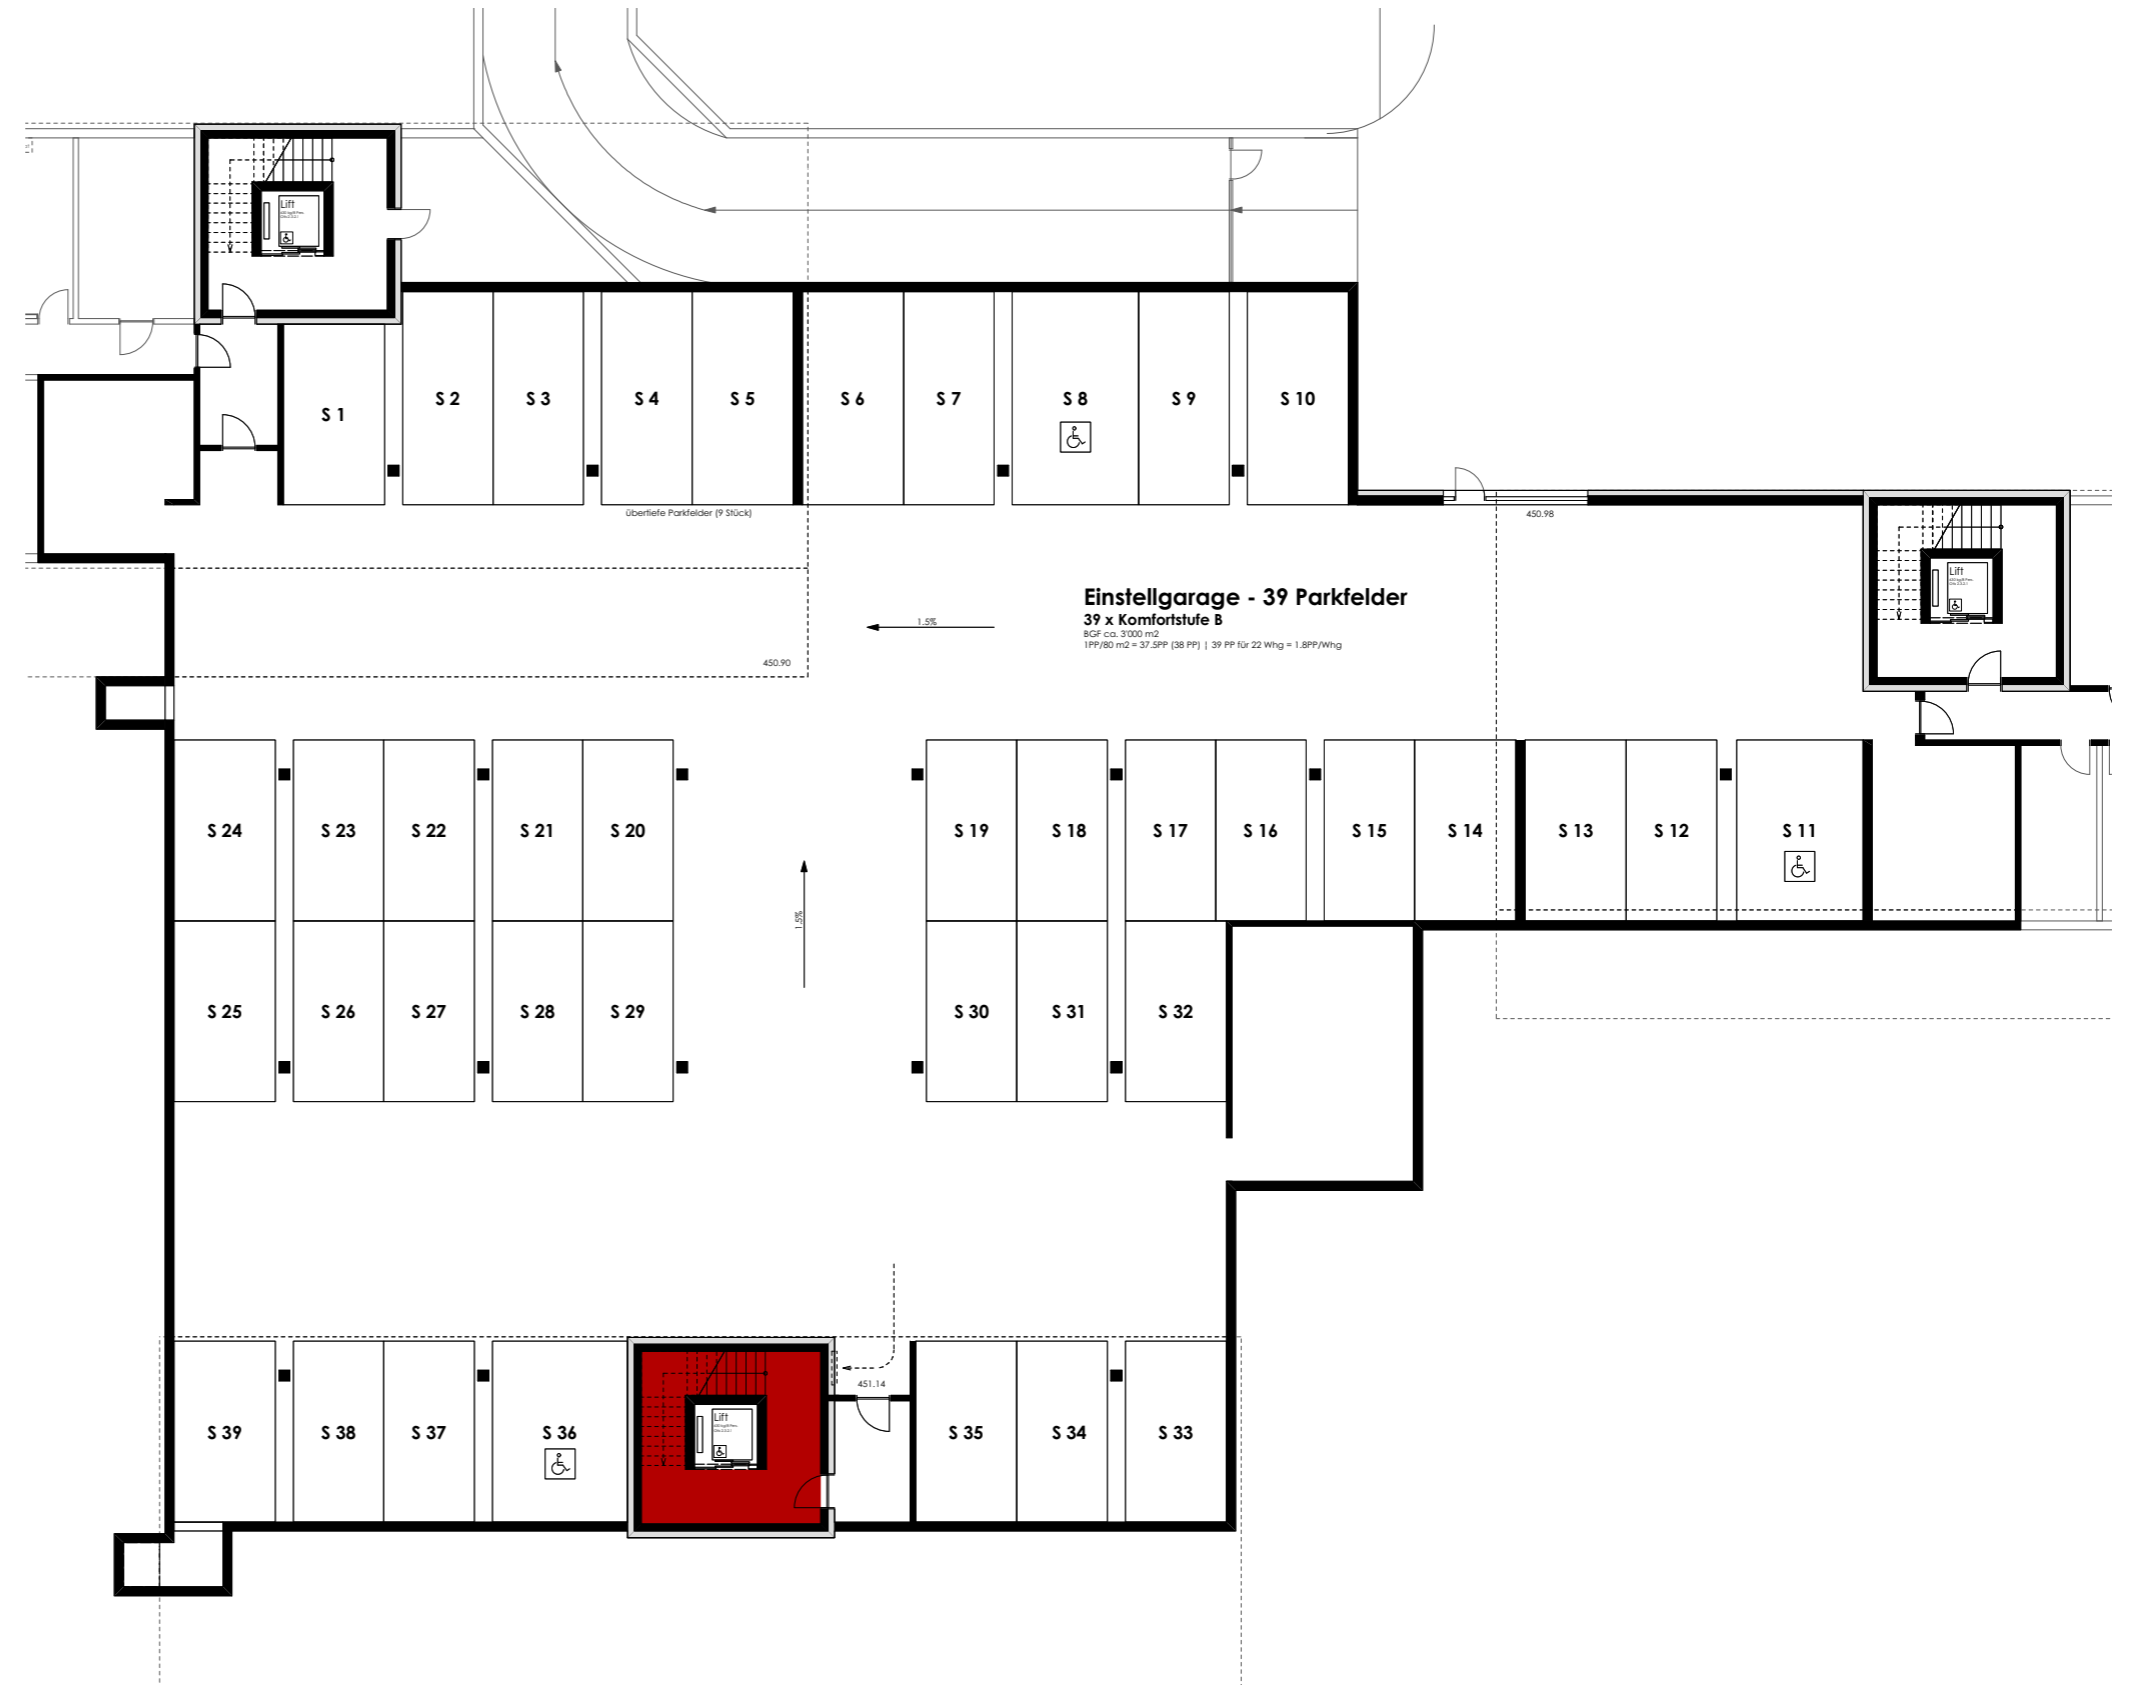 Lift
S 1
S 2
S 3
S 4
S 5
S 6
S 7
S 8
S 9
S 10
übertiefe Parkfelder (9 Stück)
450.98
Lift
Einstellgarage - 39 Parkfelder
39 x Komfortstufe B
BGF ca. 3'000 m2
1PP/80 m2 = 37.5PP (38 PP) | 39 PP für 22 Whg = 1.8PP/Whg
1.5%
450.90
S 24
S 23
S 22
S 21
S 20
S 19
S 18
S 17
S 16
S 15
S 14
S 13
S 12
S 11
1.5%
S 25
S 26
S 27
S 28
S 29
S 30
S 31
S 32
451.14
Lift
S 39
S 38
S 37
S 36
S 35
S 34
S 33